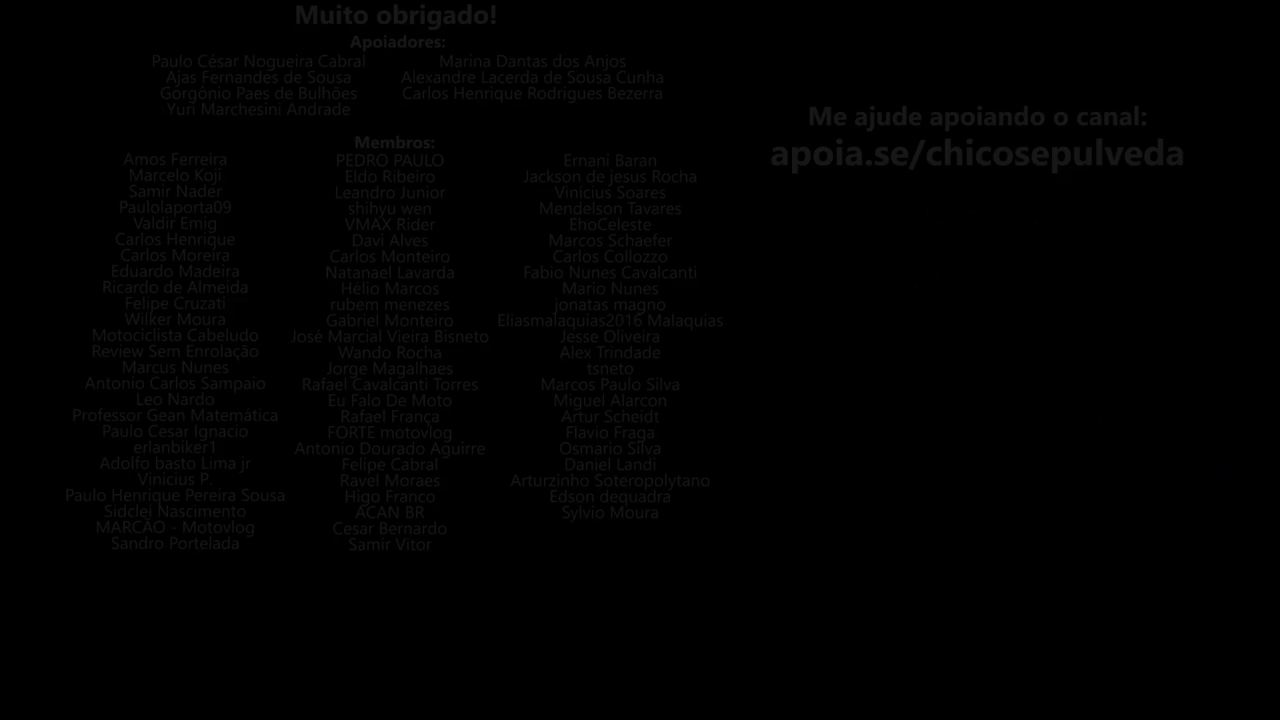 Muito obrigado!
Apoiadores:
Paulo César Nogueira Cabral
Ajas Fernandes de Sousa
Gorgônio Paes de Bulhões
Yuri Marchesini Andrade
Marina Dantas dos Anjos
Alexandre Lacerda de Sousa Cunha
Carlos Henrique Rodrigues Bezerra
Membros:
Amos Ferreira
Marcelo Koji
Samir Nader
Paulolaporta09
Valdir Emig
Carlos Henrique
Carlos Moreira
Eduardo Madeira
Ricardo de Almeida
Felipe Cruzati
Wilker Moura
Motociclista Cabeludo
Review Sem Enrolação
Marcus Nunes
Antonio Carlos Sampaio
Leo Nardo
Professor Gean Matemática
Paulo Cesar Ignacio
erlanbiker1
Adolfo basto Lima jr
Vinicius P.
Paulo Henrique Pereira Sousa
Sidclei Nascimento
MARCÃO - Motovlog
Sandro Portelada
PEDRO PAULO
Eldo Ribeiro
Leandro Junior
shihyu wen
VMAX Rider
Davi Alves
Carlos Monteiro
Natanael Lavarda
Hélio Marcos
rubem menezes
Gabriel Monteiro
José Marcial Vieira Bisneto
Wando Rocha
Jorge Magalhaes
Rafael Cavalcanti Torres
Eu Falo De Moto
Rafael França
FORTE motovlog
Antonio Dourado Aguirre
Felipe Cabral
Ravel Moraes
Higo Franco
ACAN BR
Cesar Bernardo
Samir Vitor
Ernani Baran
Jackson de jesus Rocha
Vinicius Soares
Mendelson Tavares
EhoCeleste
Marcos Schaefer
Carlos Collozzo
Fabio Nunes Cavalcanti
Mario Nunes
jonatas magno
Eliasmalaquias2016 Malaquias
Jesse Oliveira
Alex Trindade
tsneto
Marcos Paulo Silva
Miguel Alarcon
Artur Scheidt
Flavio Fraga
Osmario Silva
Daniel Landi
Arturzinho Soteropolytano
Edson dequadra
Sylvio Moura
Me ajude apoiando o canal:
apoia.se/chicosepulveda